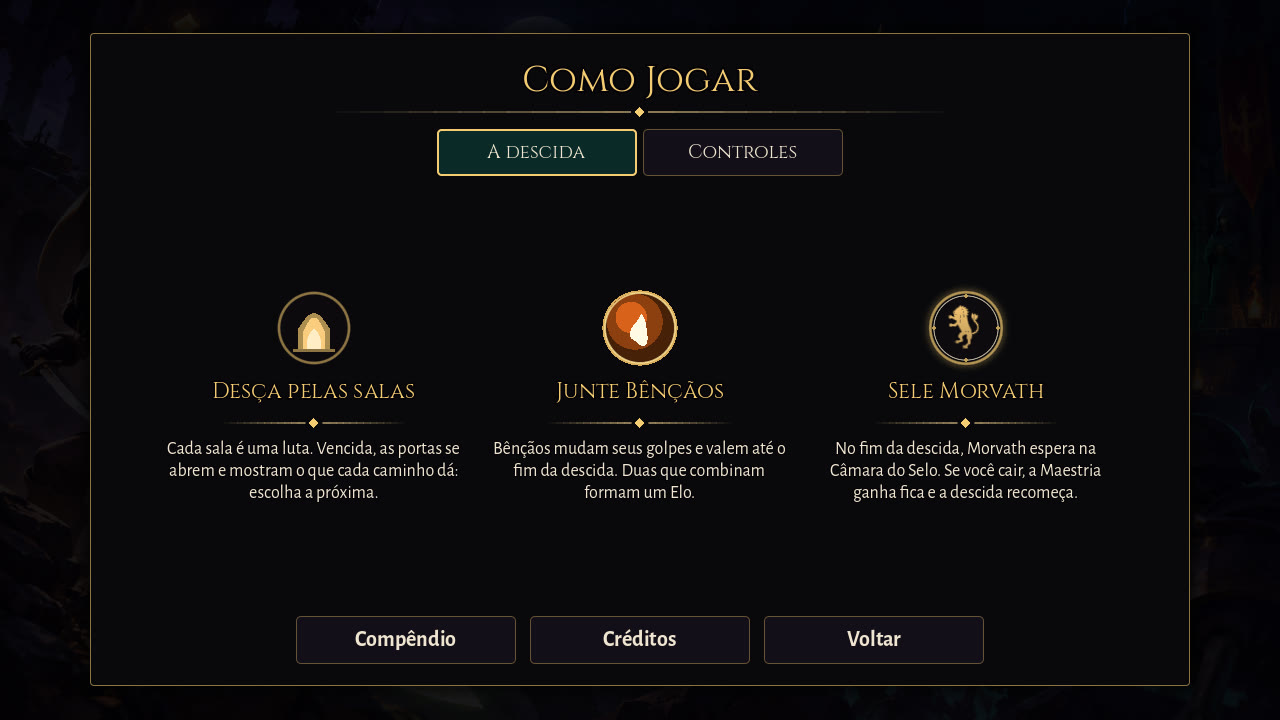 Como Jogar
A descida
Controles
Desça pelas salas
Cada sala é uma luta. Vencida, as portas se
abrem e mostram o que cada caminho dá:
escolha a próxima.
Junte Bênçãos
Bênçãos mudam seus golpes e valem até o
fim da descida. Duas que combinam
formam um Elo.
Sele Morvath
No fim da descida, Morvath espera na
Câmara do Selo. Se você cair, a Maestria
ganha fica e a descida recomeça.
Compêndio
Créditos
Voltar